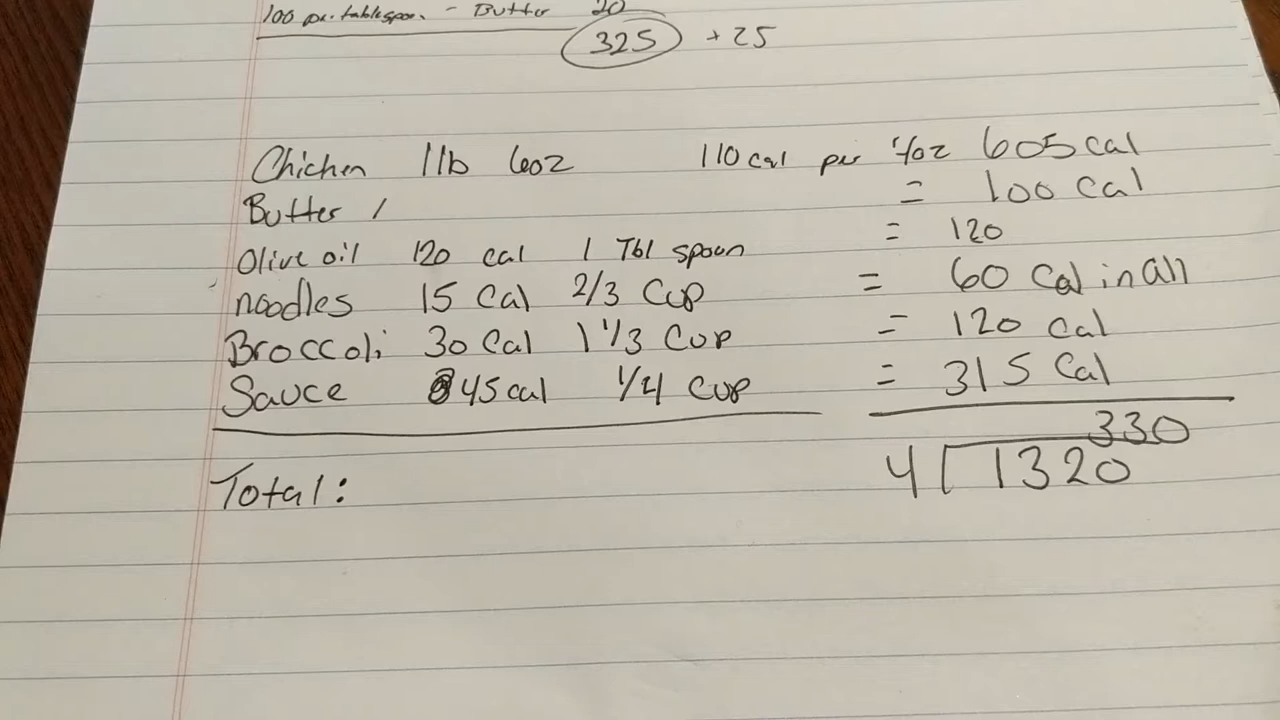 100 per tablespoon - Butter 20
325 + 25
Chicken 1lb 6oz 110 cal per 4oz 605 cal
Butter 1 = 100 cal
Olive oil 120 cal 1 Tbl spoon = 120
noodles 15 Cal 2/3 Cup = 60 Cal in all
Broccoli 30 Cal 1 1/3 Cup = 120 cal
Sauce 45 cal 1/4 Cup = 315 Cal
330
Total: 4 1320